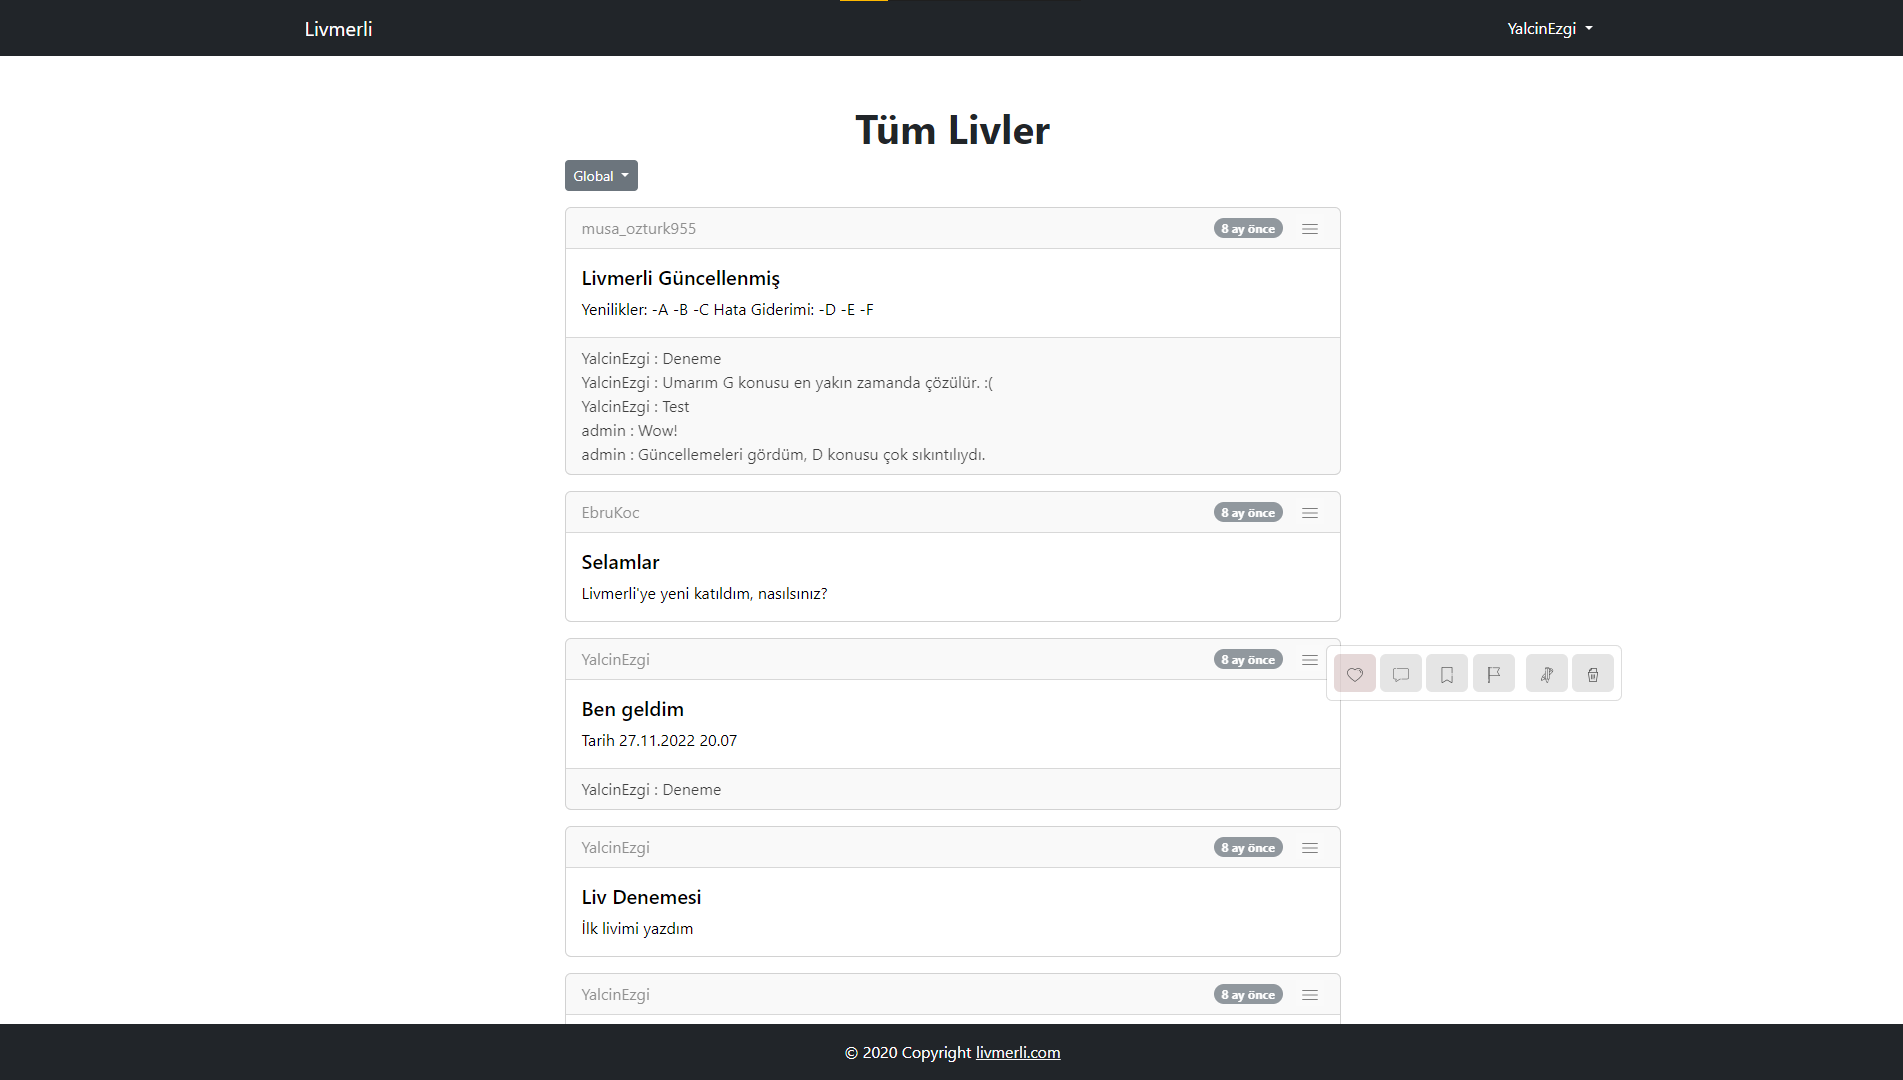 Livmerli
YalcinEzgi
Tüm Livler
Global
musa_ozturk955
8 ay önce
Livmerli Güncellenmiş
Yenilikler: -A -B -C Hata Giderimi: -D -E -F
YalcinEzgi : Deneme
YalcinEzgi : Umarım G konusu en yakın zamanda çözülür. :(
YalcinEzgi : Test
admin : Wow!
admin : Güncellemeleri gördüm, D konusu çok sıkıntılıydı.
EbruKoc
8 ay önce
Selamlar
Livmerli'ye yeni katıldım, nasılsınız?
YalcinEzgi
8 ay önce
Ben geldim
Tarih 27.11.2022 20.07
YalcinEzgi : Deneme
YalcinEzgi
8 ay önce
Liv Denemesi
İlk livimi yazdım
YalcinEzgi
8 ay önce
© 2020 Copyright livmerli.com